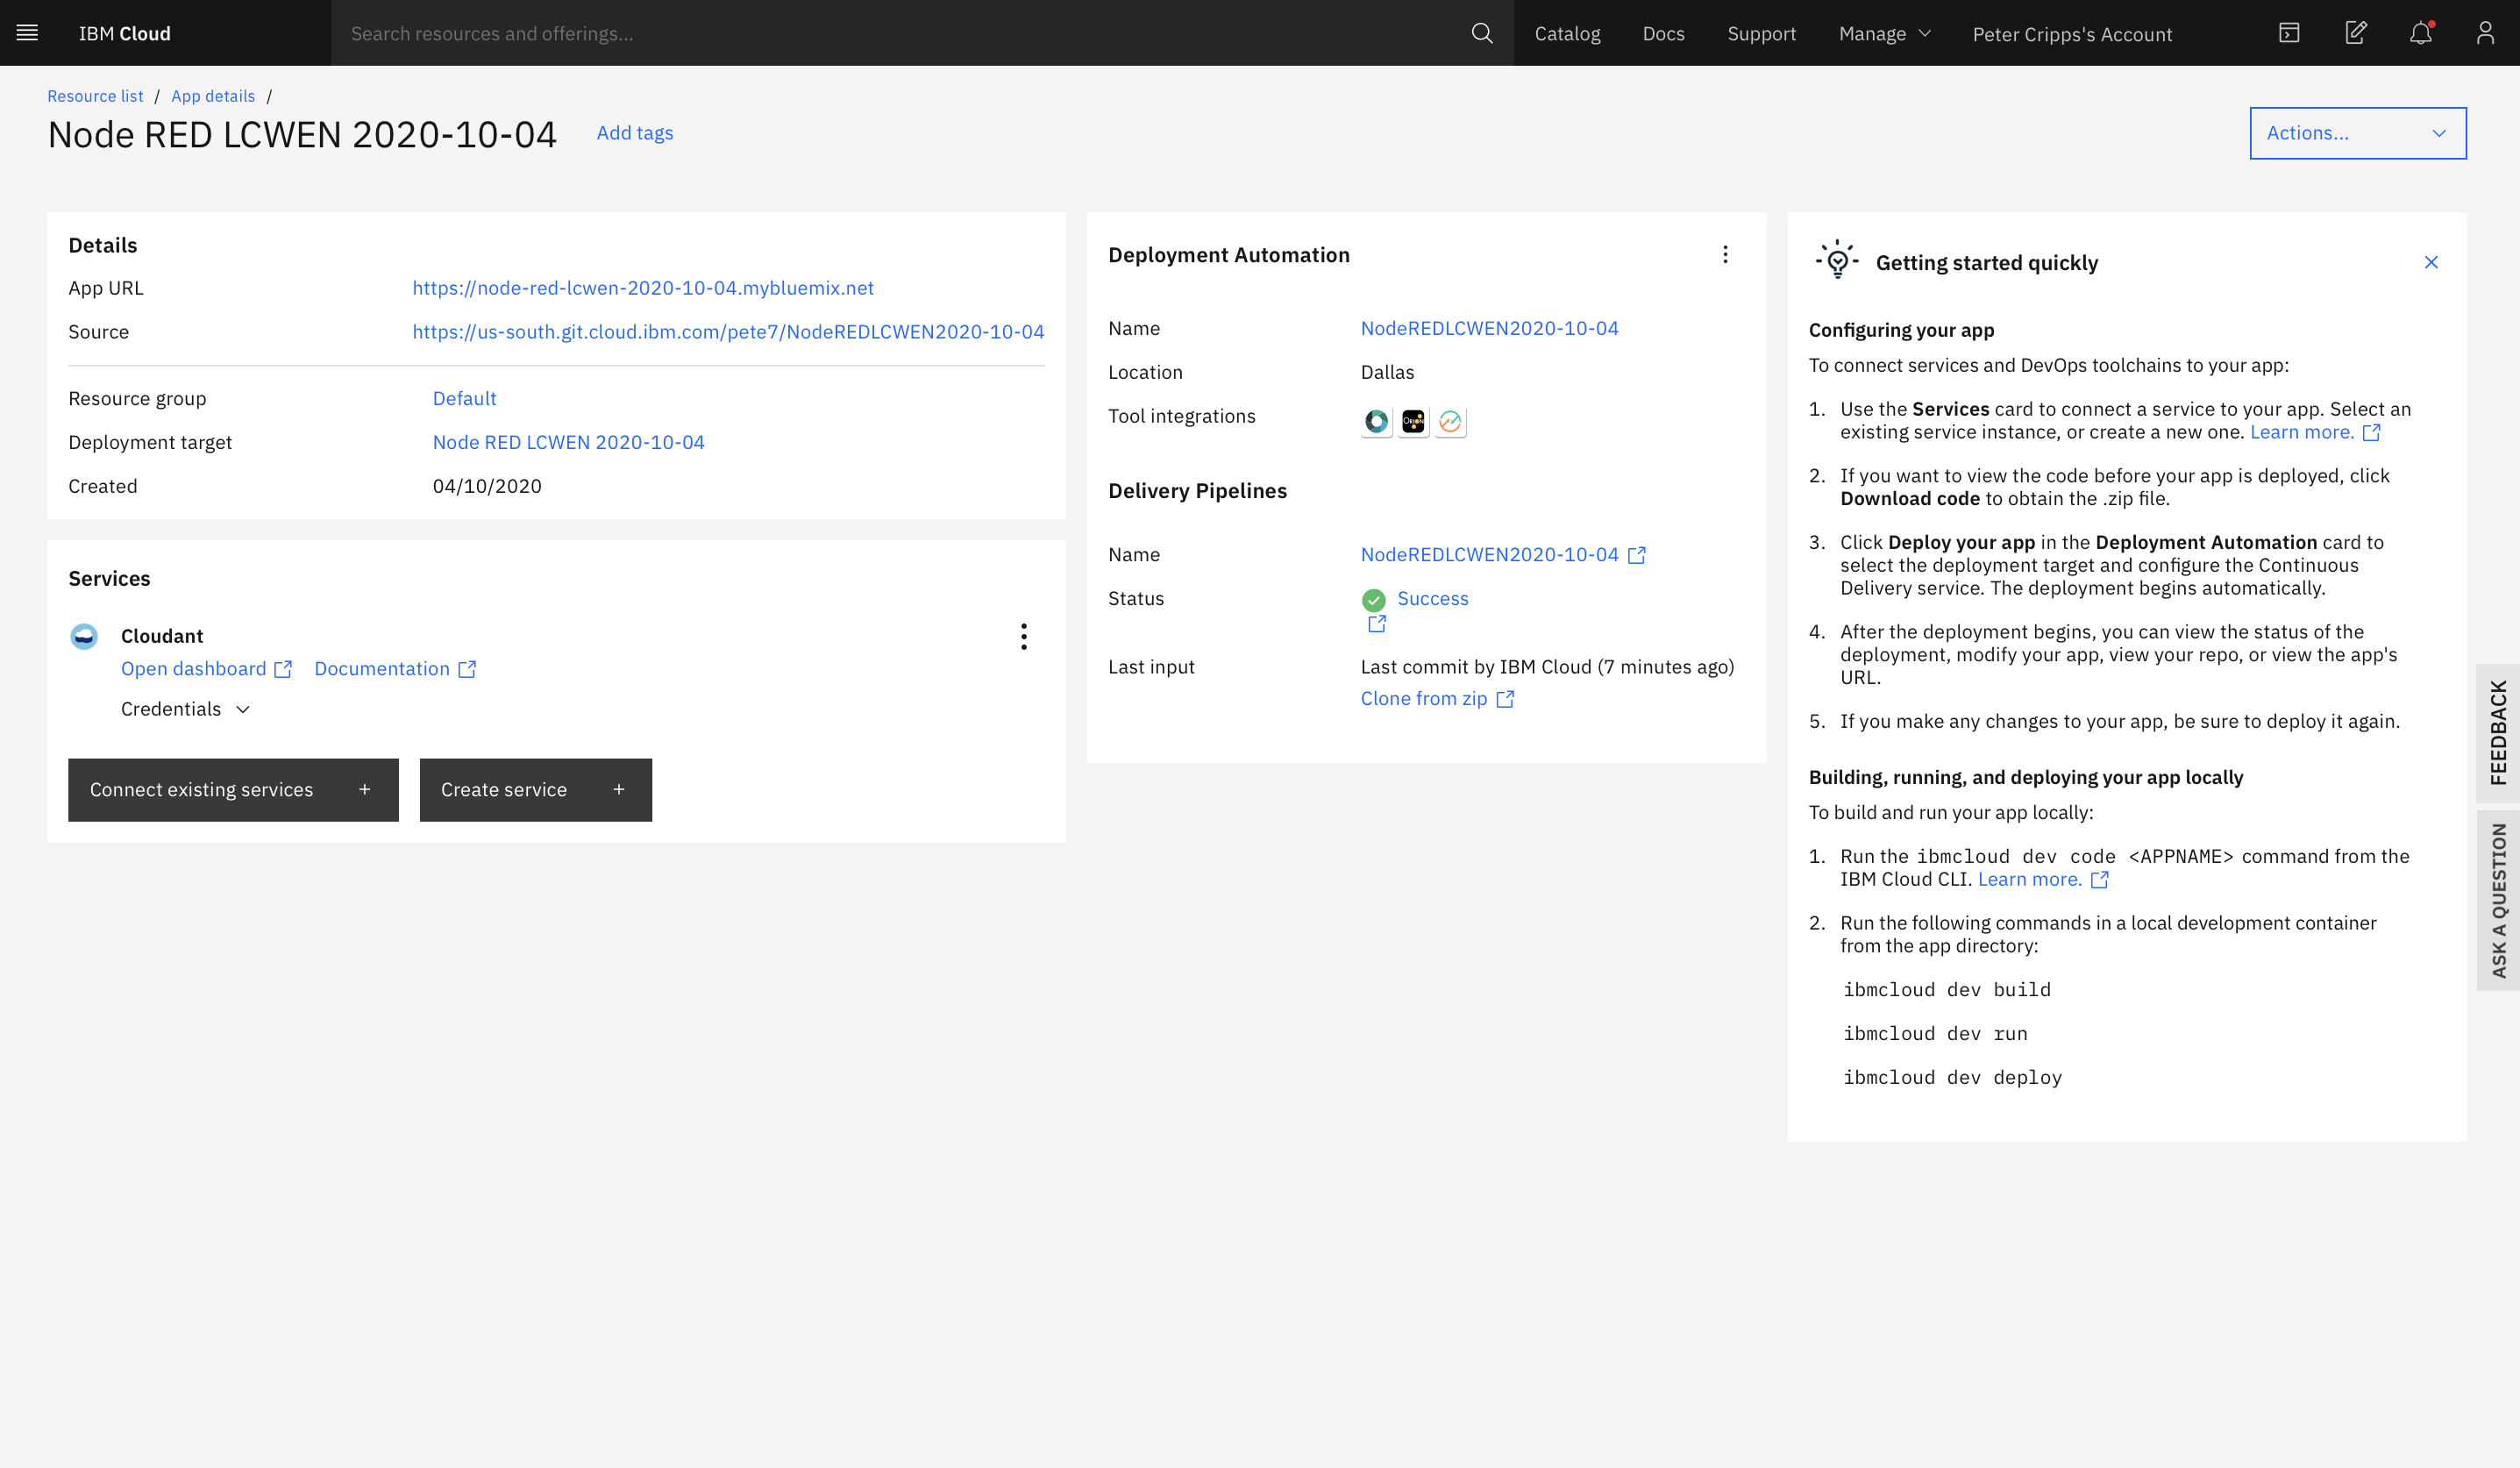 IBM Cloud
Search resources and offerings...
Catalog
Docs
Support
Manage
Peter Cripps's Account
Resource list / App details /
Node RED LCWEN 2020-10-04
Add tags
Actions...
Details
App URL https://node-red-lcwen-2020-10-04.mybluemix.net
Source https://us-south.git.cloud.ibm.com/pete7/NodeREDLCWEN2020-10-04
Resource group Default
Deployment target Node RED LCWEN 2020-10-04
Created 04/10/2020
Services
Cloudant
Open dashboard Documentation
Credentials
Connect existing services +
Create service +
Deployment Automation
Name NodeREDLCWEN2020-10-04
Location Dallas
Tool integrations
ORION
Delivery Pipelines
Name NodeREDLCWEN2020-10-04
Status Success
Last input Last commit by IBM Cloud (7 minutes ago)
Clone from zip
Getting started quickly
Configuring your app
To connect services and DevOps toolchains to your app:
1. Use the Services card to connect a service to your app. Select an
existing service instance, or create a new one. Learn more.
2. If you want to view the code before your app is deployed, click
Download code to obtain the .zip file.
3. Click Deploy your app in the Deployment Automation card to
select the deployment target and configure the Continuous
Delivery service. The deployment begins automatically.
4. After the deployment begins, you can view the status of the
deployment, modify your app, view your repo, or view the app's
URL.
5. If you make any changes to your app, be sure to deploy it again.
Building, running, and deploying your app locally
To build and run your app locally:
1. Run the ibmcloud dev code <APPNAME> command from the
IBM Cloud CLI. Learn more.
2. Run the following commands in a local development container
from the app directory:
ibmcloud dev build
ibmcloud dev run
ibmcloud dev deploy
FEEDBACK
ASK A QUESTION